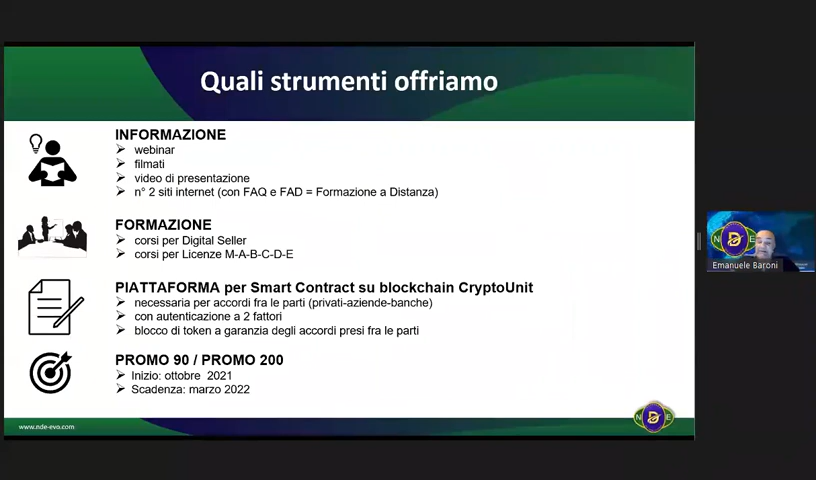 Quali strumenti offriamo
INFORMAZIONE
webinar
filmati
video di presentazione
n° 2 siti internet (con FAQ e FAD = Formazione a Distanza)
FORMAZIONE
corsi per Digital Seller
corsi per Licenze M-A-B-C-D-E
PIATTAFORMA per Smart Contract su blockchain CryptoUnit
necessaria per accordi fra le parti (privati-aziende-banche)
con autenticazione a 2 fattori
blocco di token a garanzia degli accordi presi fra le parti
PROMO 90 / PROMO 200
Inizio: ottobre 2021
Scadenza: marzo 2022
www.nde-evo.com
N D E
N D E
Emanuele Baroni